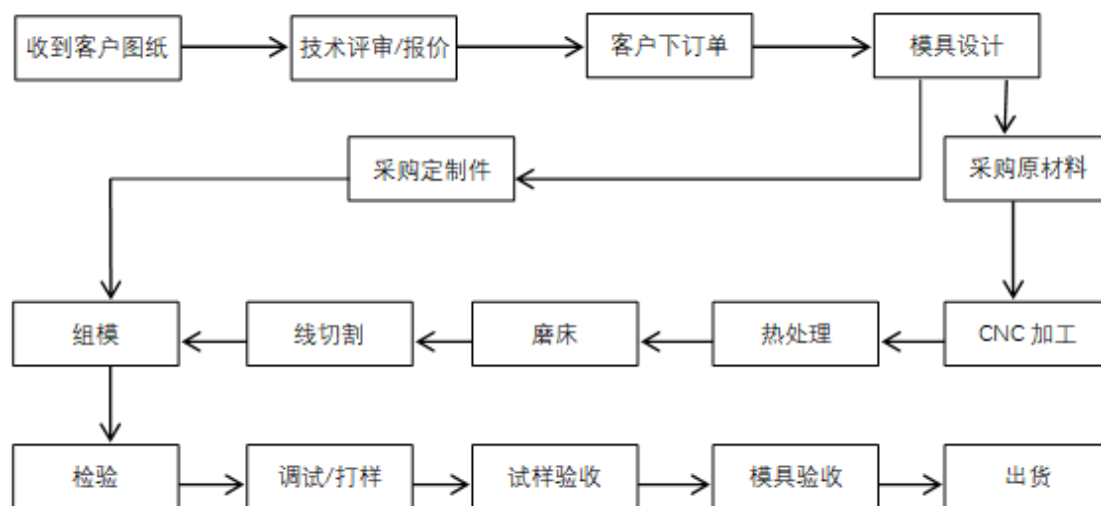 收到客户图纸
技术评审/报价
客户下订单
模具设计
采购定制件
采购原材料
组模
线切割
磨床
热处理
CNC 加工
检验
调试/打样
试样验收
模具验收
出货